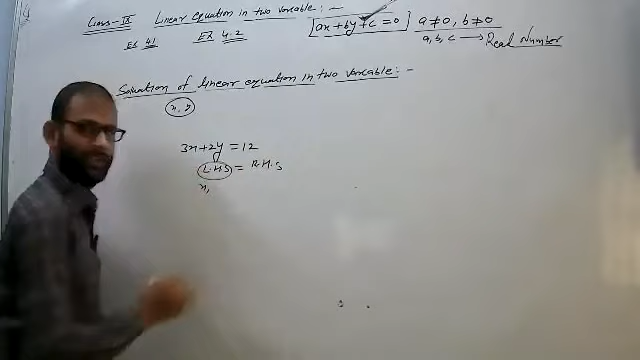 Class-IX Linear equation in two variable:- [ax+by+c=0] a≠0, b≠0
Ex 4.1 Ex 4.2 a, b, c → Real Number
Soluation of linear equation in two variable:-
x, y
3x+2y=12
L.H.S = R.H.S
x,